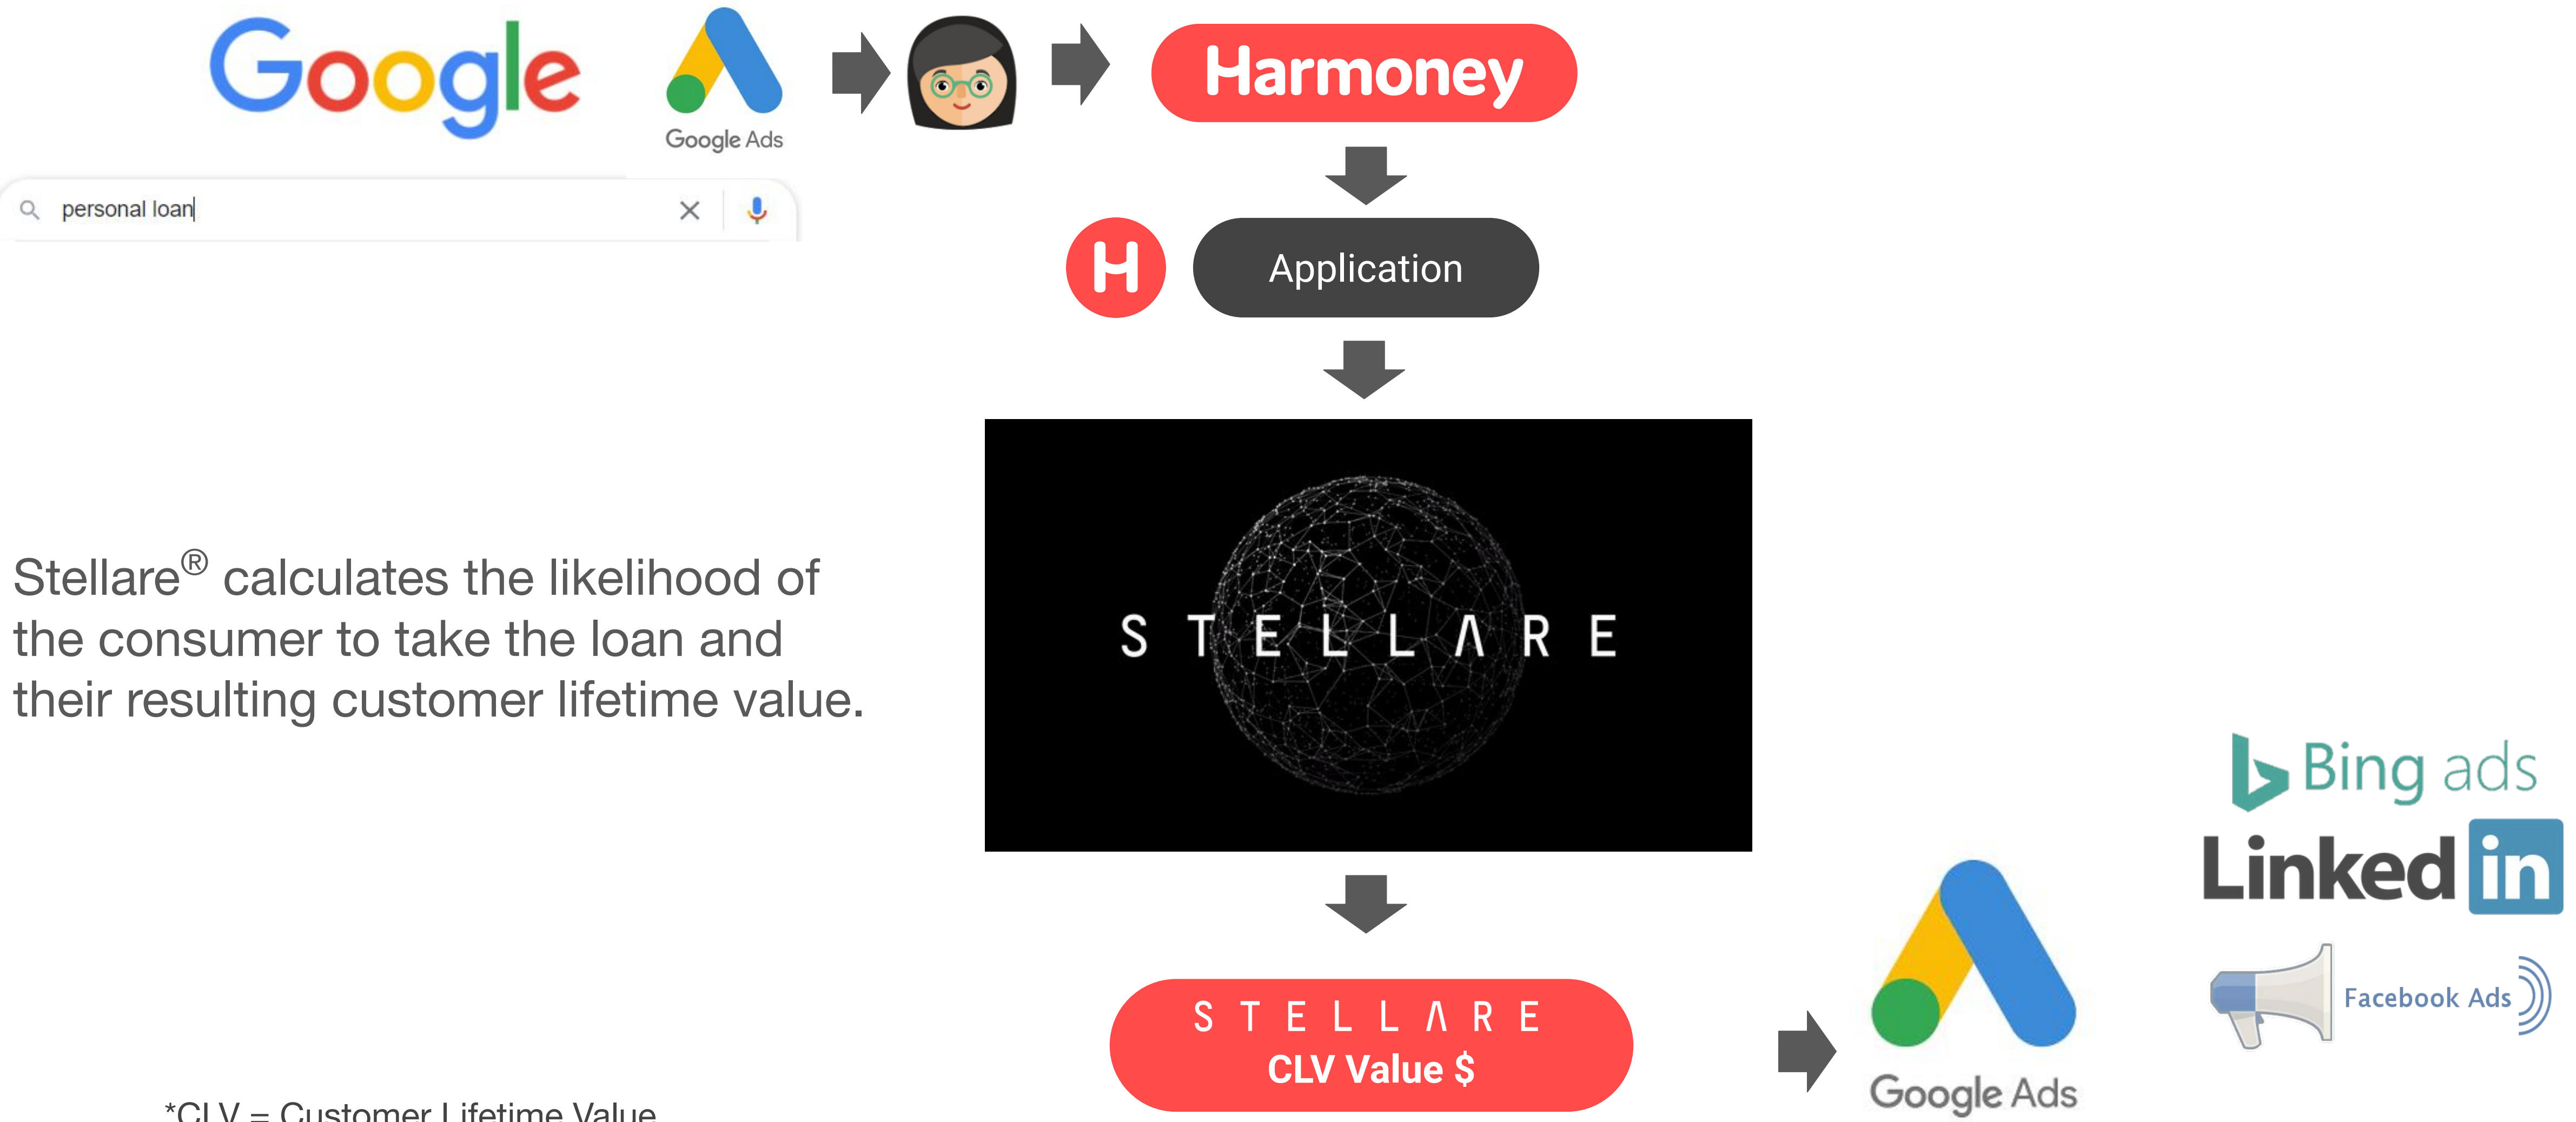 Google
Google Ads
Harmoney
personal loan
H
Application
Stellare® calculates the likelihood of
the consumer to take the loan and
their resulting customer lifetime value.
STELLARE
STELLARE
CLV Value $
Google Ads
Bing ads
Linked in
Facebook Ads
*CLV = Customer Lifetime Value